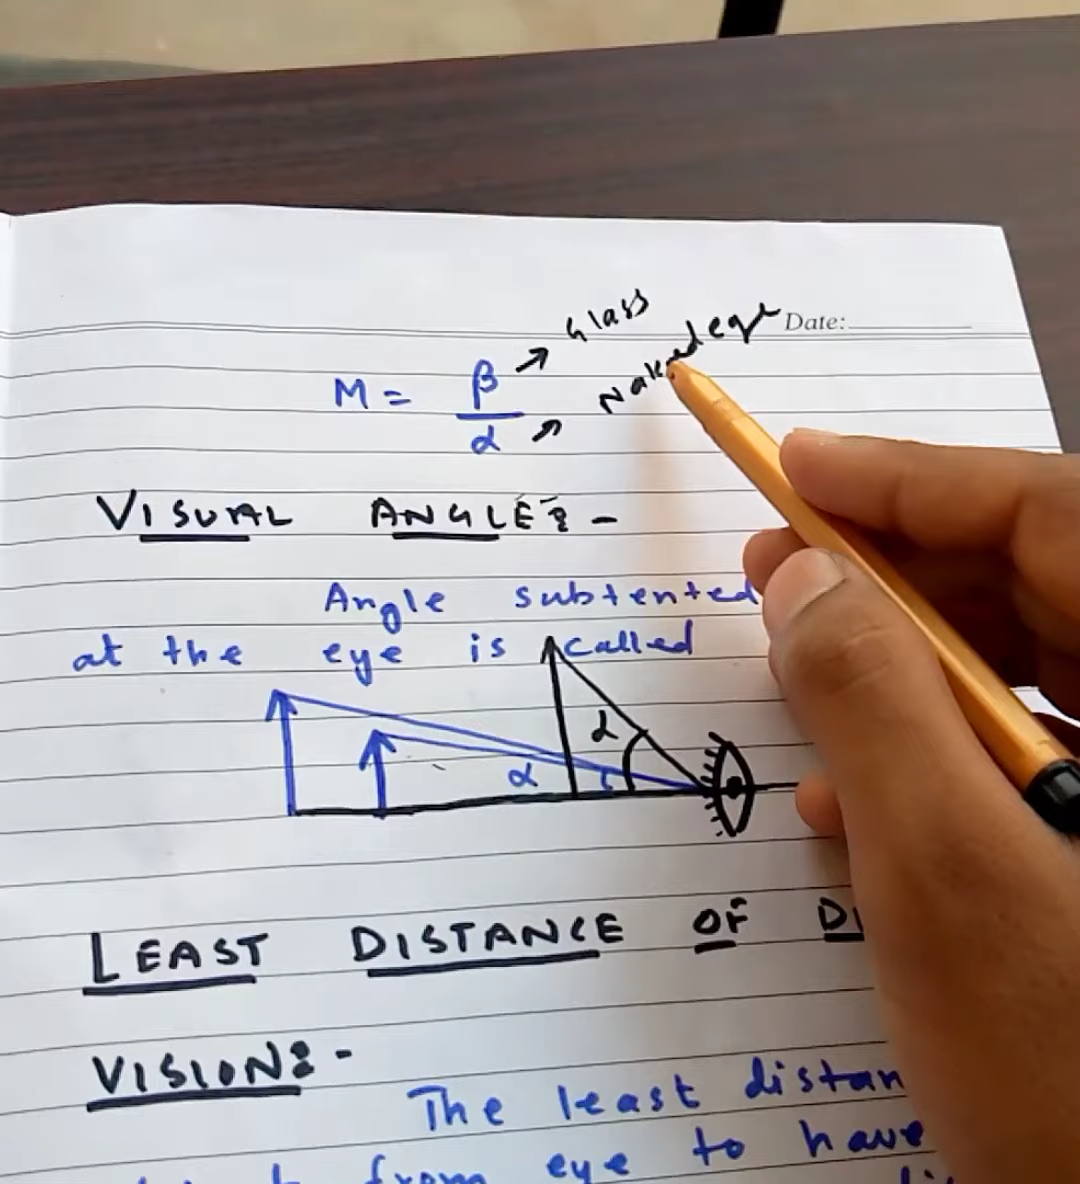 Glass
Naked eye Date:
M = β/α
VISUAL ANGLE:-
Angle subtented
at the eye is called
α
α
LEAST DISTANCE OF DI
VISION:-
The least distan
from eye to have